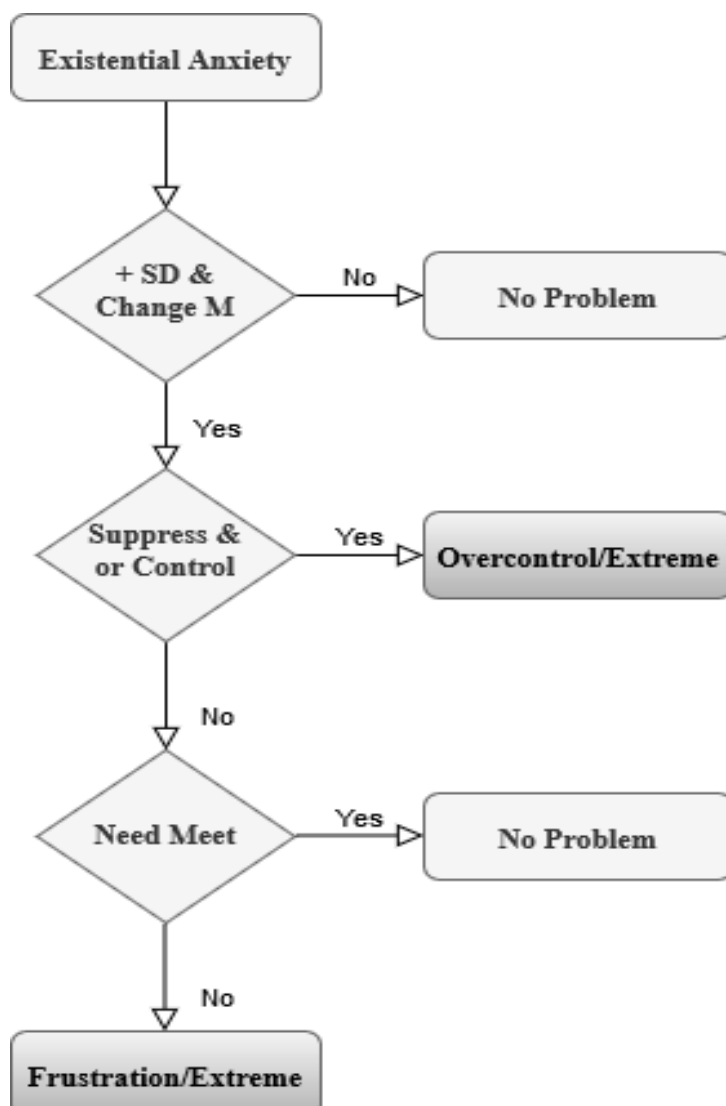 Existential Anxiety
+ SD &
Change M
No
No Problem
Yes
Suppress &
or Control
Yes
Overcontrol/Extreme
No
Need Meet
Yes
No Problem
No
Frustration/Extreme